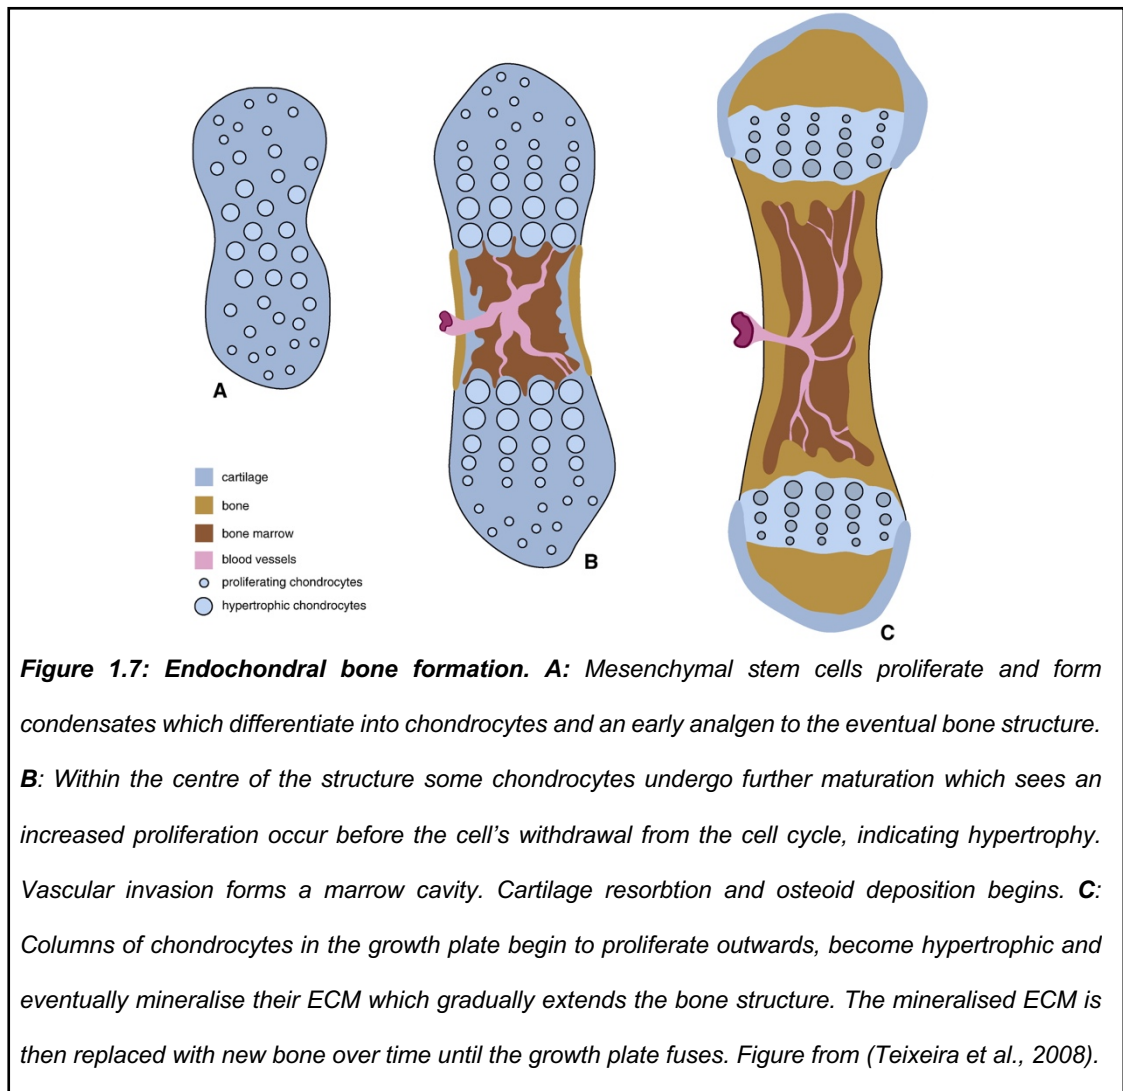 A
B
C
cartilage
bone
bone marrow
blood vessels
proliferating chondrocytes
hypertrophic chondrocytes
Figure 1.7: Endochondral bone formation. A: Mesenchymal stem cells proliferate and form
condensates which differentiate into chondrocytes and an early analgen to the eventual bone structure.
B: Within the centre of the structure some chondrocytes undergo further maturation which sees an
increased proliferation occur before the cell's withdrawal from the cell cycle, indicating hypertrophy.
Vascular invasion forms a marrow cavity. Cartilage resorbtion and osteoid deposition begins. C:
Columns of chondrocytes in the growth plate begin to proliferate outwards, become hypertrophic and
eventually mineralise their ECM which gradually extends the bone structure. The mineralised ECM is
then replaced with new bone over time until the growth plate fuses. Figure from (Teixeira et al., 2008).